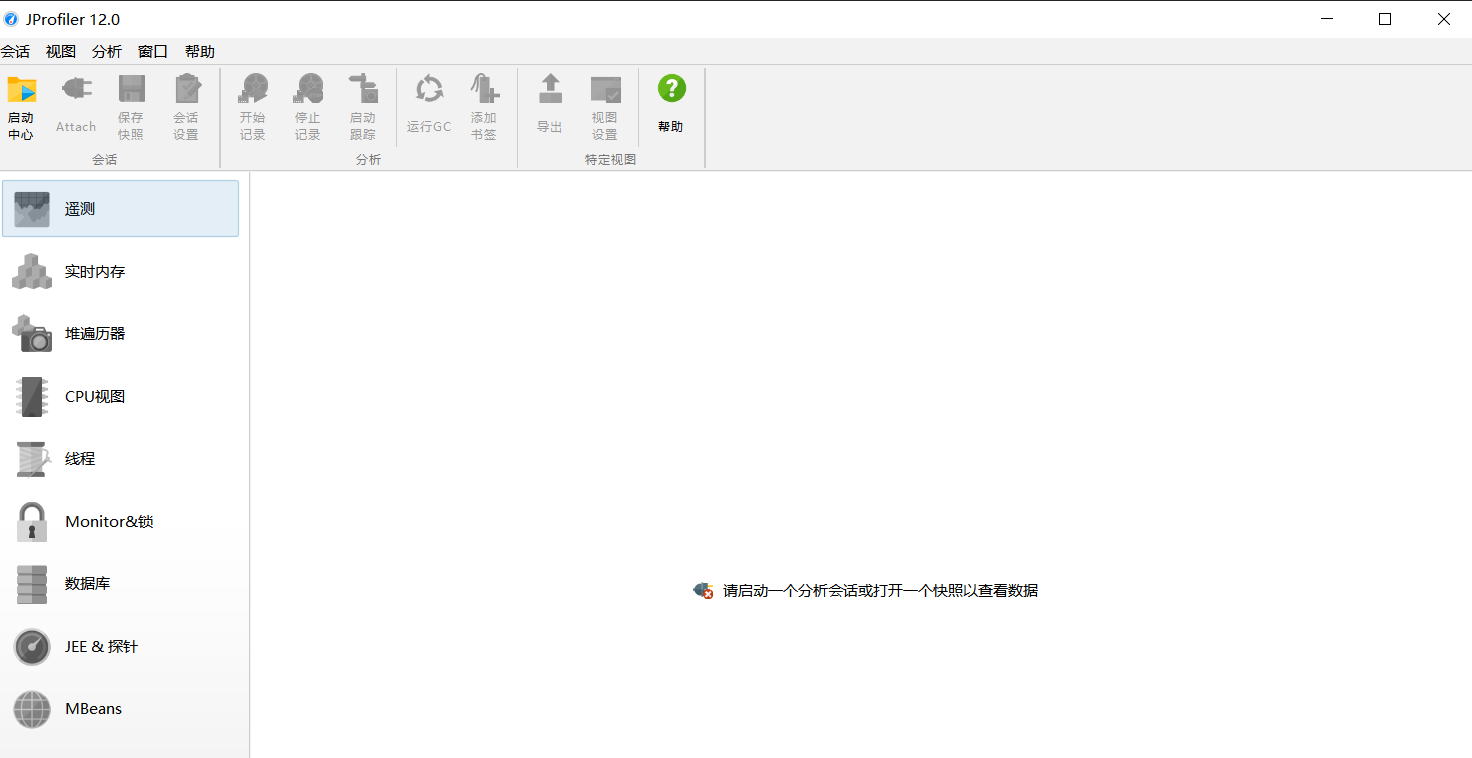 JProfiler 12.0
会话 视图 分析 窗口 帮助
启动中心 Attach 保存快照 会话设置 开始记录 停止记录 启动跟踪 运行GC 添加书签 导出 视图设置 帮助
会话 分析 特定视图
遥测
实时内存
堆遍历器
CPU视图
线程
Monitor&锁
数据库
JEE & 探针
MBeans
请启动一个分析会话或打开一个快照以查看数据